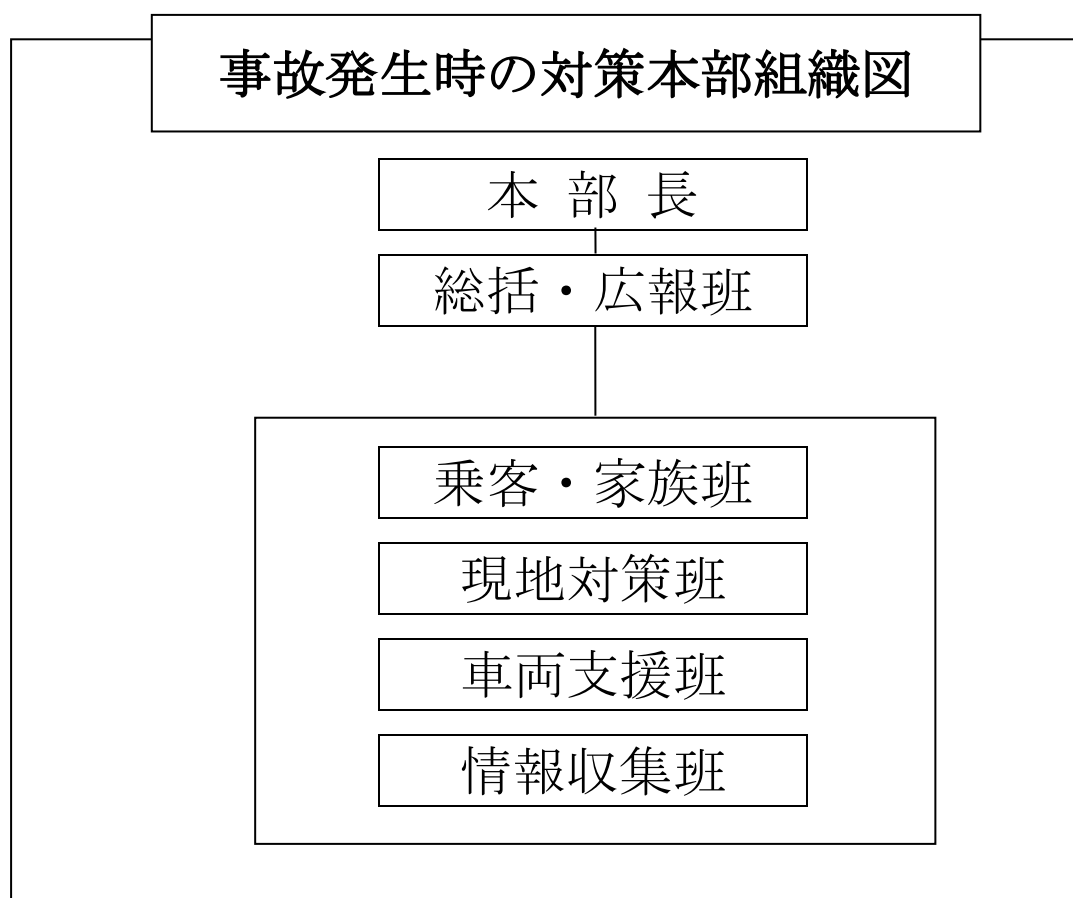 事故発生時の対策本部組織図
本 部 長
総括・広報班
乗客・家族班
現地対策班
車両支援班
情報収集班